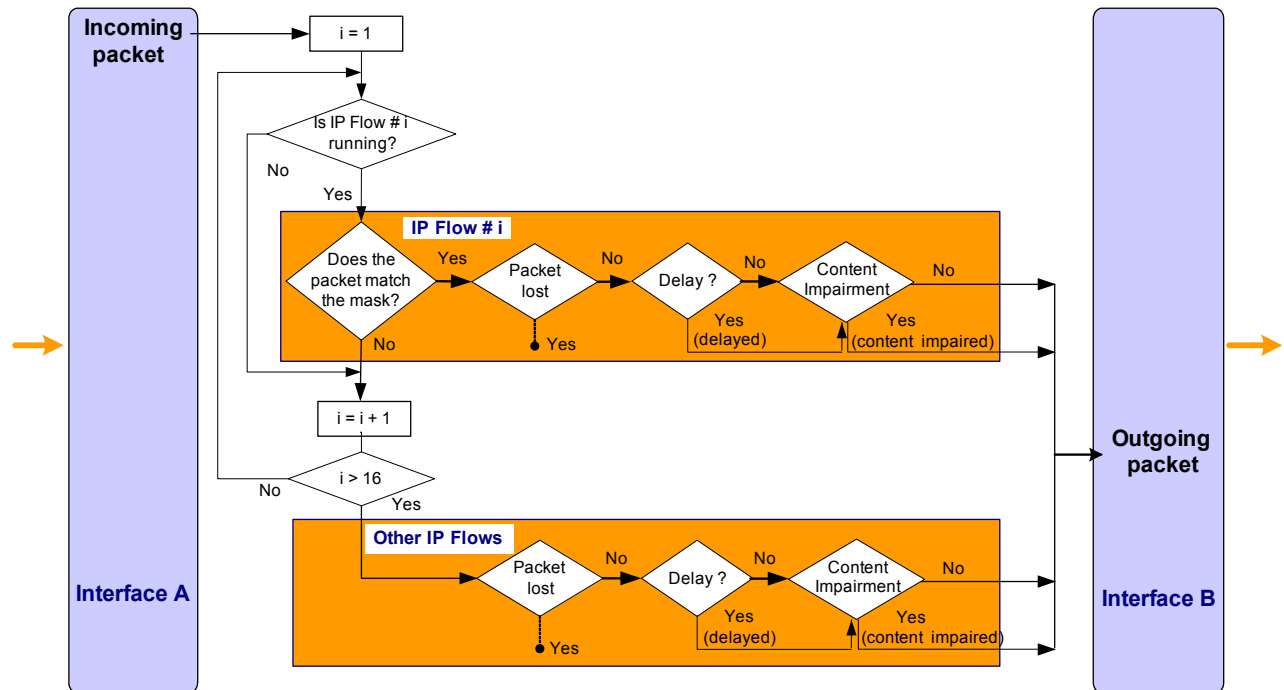 Incoming
packet
i = 1
Is IP Flow # i
running?
No
Yes
IP Flow # i
Does the
packet match
the mask?
Yes
Packet
lost
No
Delay ?
No
Content
Impairment
No
Yes
Yes
(delayed)
Yes
(content impaired)
No
i = i + 1
i > 16
No
Yes
Other IP Flows
Packet
lost
No
Delay ?
No
Content
Impairment
No
Yes
Yes
(delayed)
Yes
(content impaired)
Interface A
Outgoing
packet
Interface B